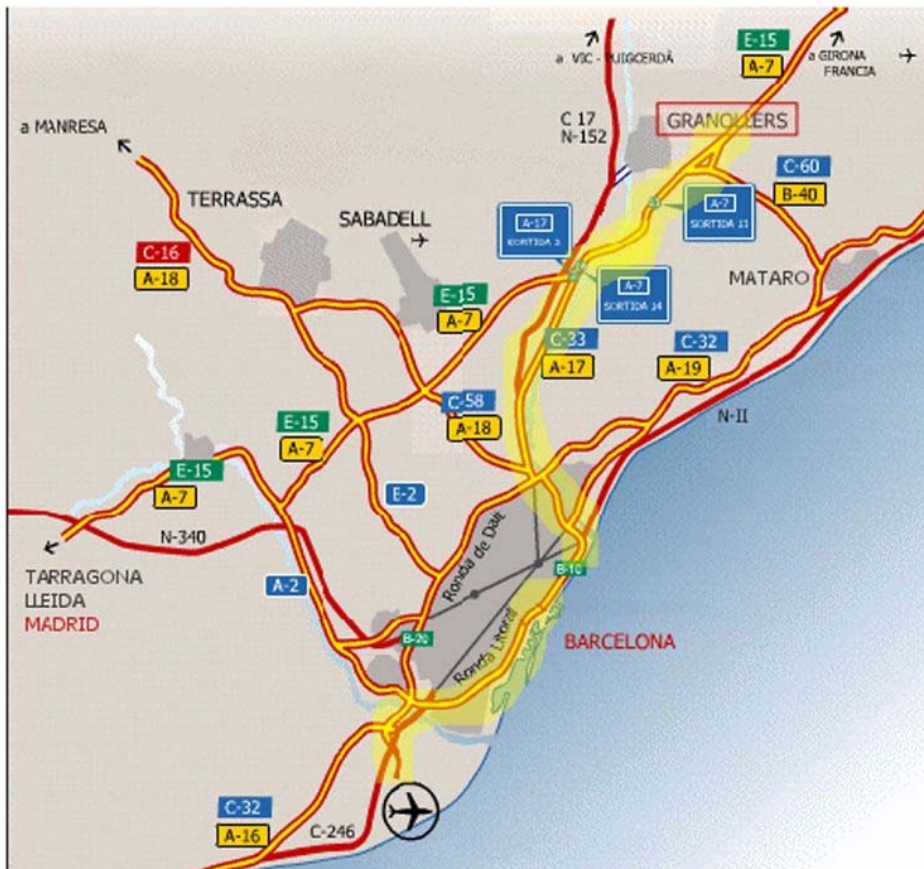 E-15
A-7
a GIRONA
FRANCIA
a VIC - PUIGCERDÀ
a MANRESA
C 17
N-152
GRANOLLERS
C-60
B-40
TERRASSA
SABADELL
A-17
SORTIDA 2
A-7
SORTIDA 13
C-16
A-18
E-15
A-7
A-7
SORTIDA 14
MATARO
C-33
A-17
C-32
A-19
C-58
A-18
N-II
E-15
A-7
E-15
A-7
E-2
N-340
Ronda de Dalt
B-10
TARRAGONA
LLEIDA
MADRID
A-2
B-20
Ronda Litoral
BARCELONA
C-32
A-16
C-246